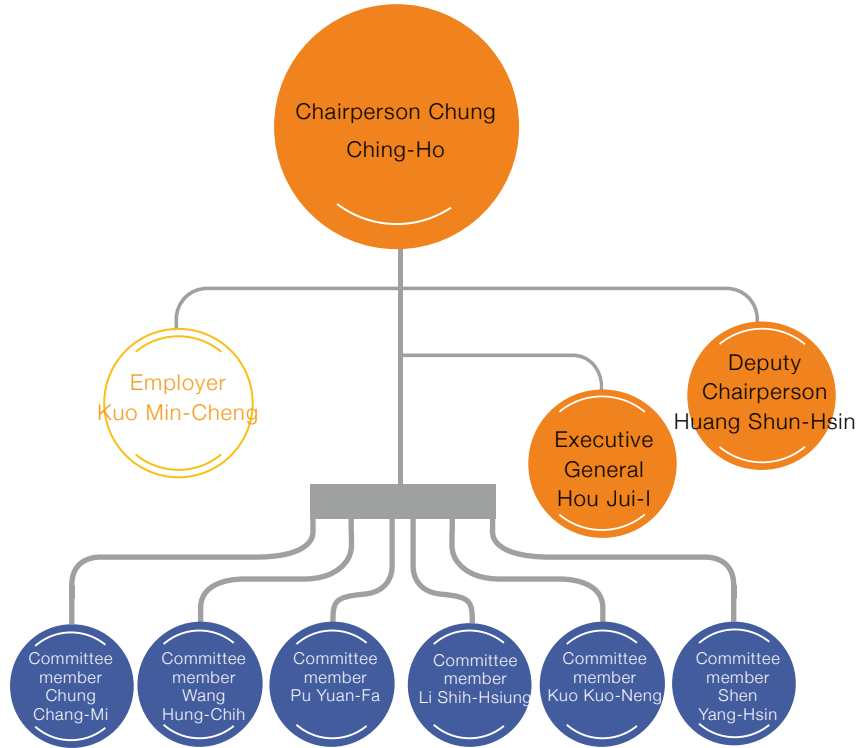 Chairperson Chung
Ching-Ho
Employer
Kuo Min-Cheng
Deputy
Chairperson
Huang Shun-Hsin
Executive
General
Hou Jui-I
Committee
member
Chung
Chang-Mi
Committee
member
Wang
Hung-Chih
Committee
member
Pu Yuan-Fa
Committee
member
Li Shih-Hsiung
Committee
member
Kuo Kuo-Neng
Committee
member
Shen
Yang-Hsin